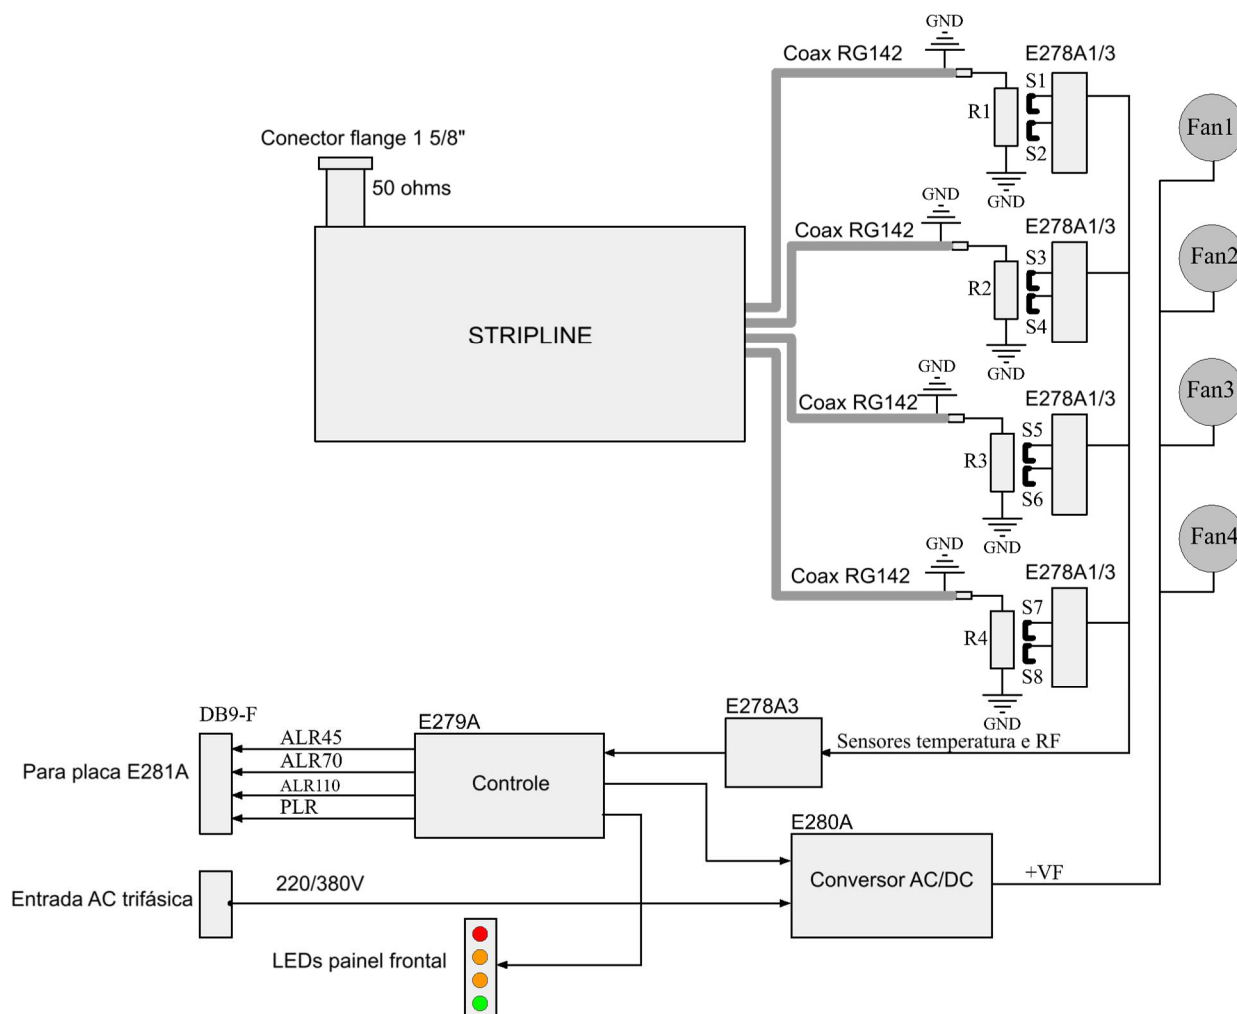 GND
Coax RG142
E278A1/3
S1
R1
S2
GND
Fan1
Conector flange 1 5/8"
50 ohms
GND
Coax RG142
E278A1/3
S3
R2
S4
GND
Fan2
STRIPLINE
GND
Coax RG142
E278A1/3
S5
R3
S6
GND
Fan3
GND
Coax RG142
E278A1/3
S7
R4
S8
GND
Fan4
DB9-F
E279A
E278A3
Para placa E281A
ALR45
ALR70
ALR110
PLR
Controle
Sensores temperatura e RF
E280A
Conversor AC/DC
+VF
Entrada AC trifásica
220/380V
LEDs painel frontal